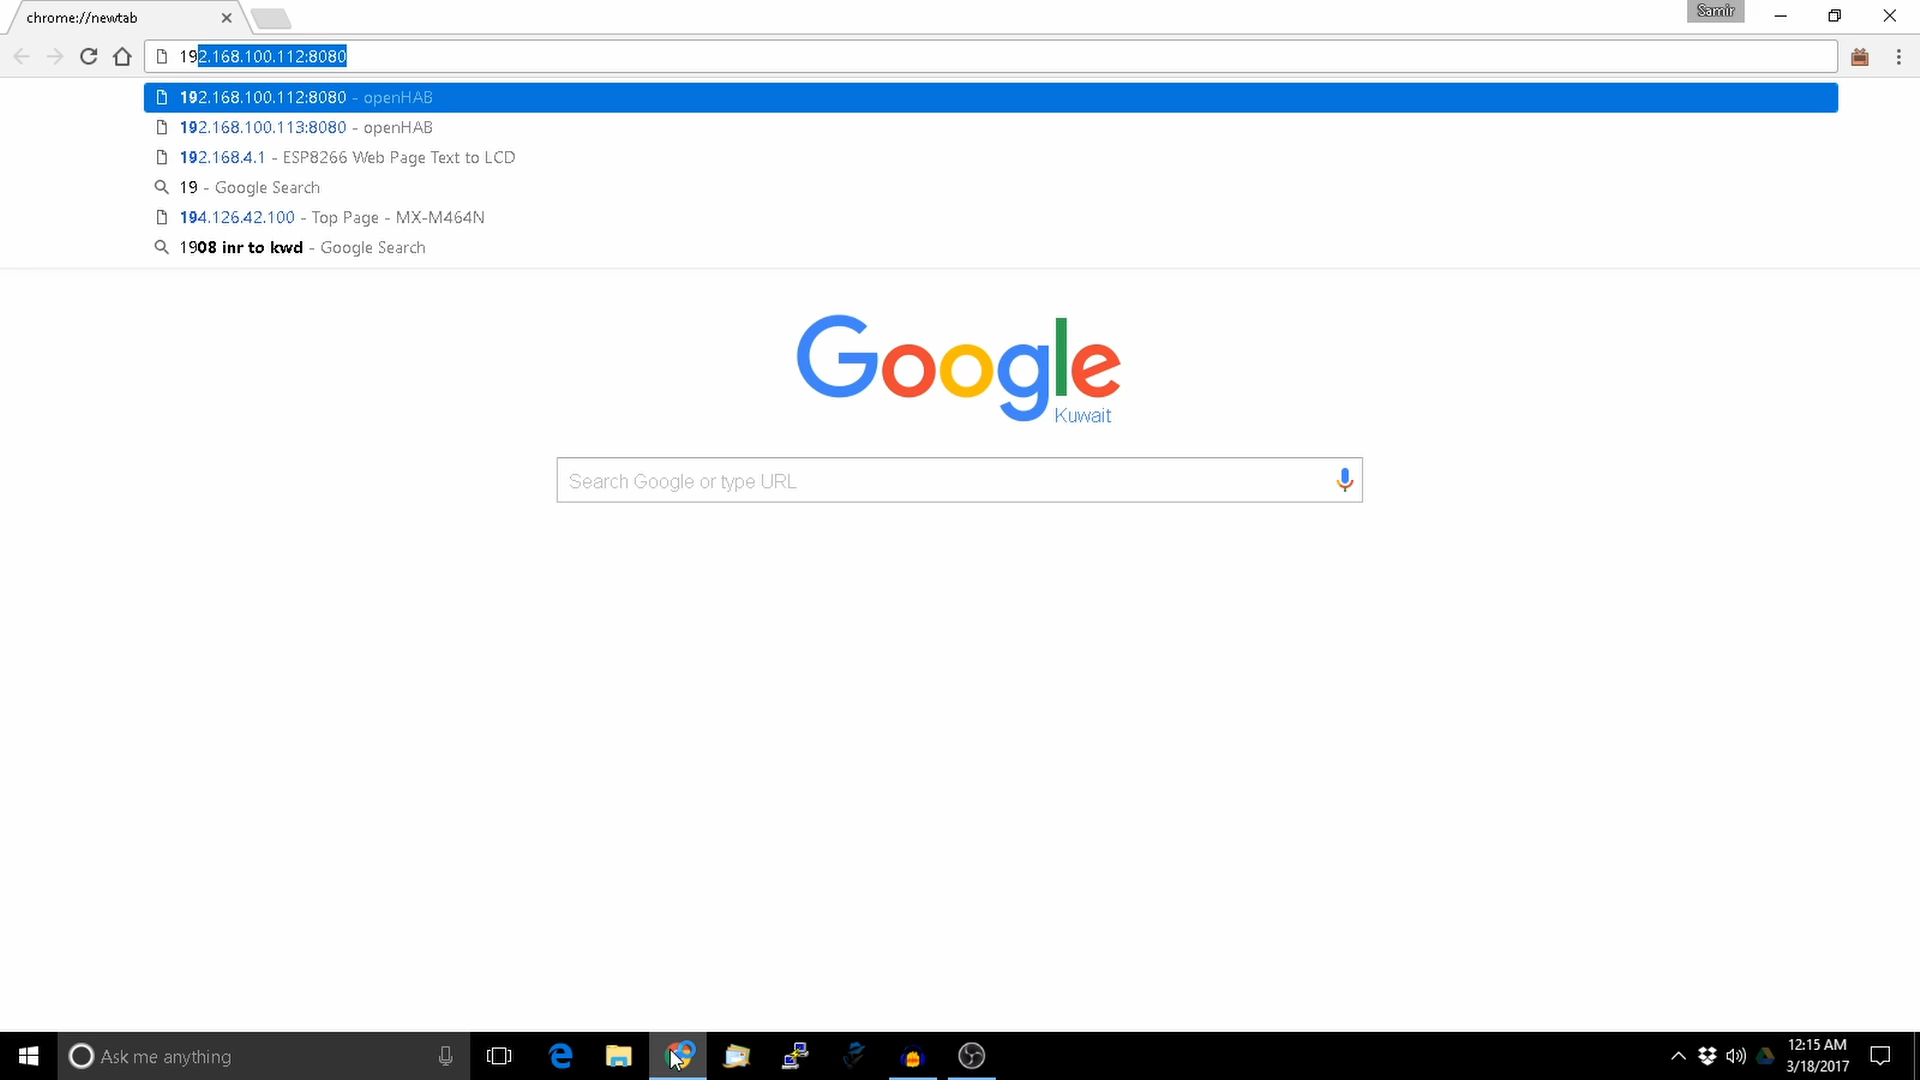 chrome://newtab
Samir
192.168.100.112:8080
192.168.100.112:8080 - openHAB
192.168.100.113:8080 - openHAB
192.168.4.1 - ESP8266 Web Page Text to LCD
19 - Google Search
194.126.42.100 - Top Page - MX-M464N
1908 inr to kwd - Google Search
Google
Kuwait
Search Google or type URL
Ask me anything
12:15 AM
3/18/2017